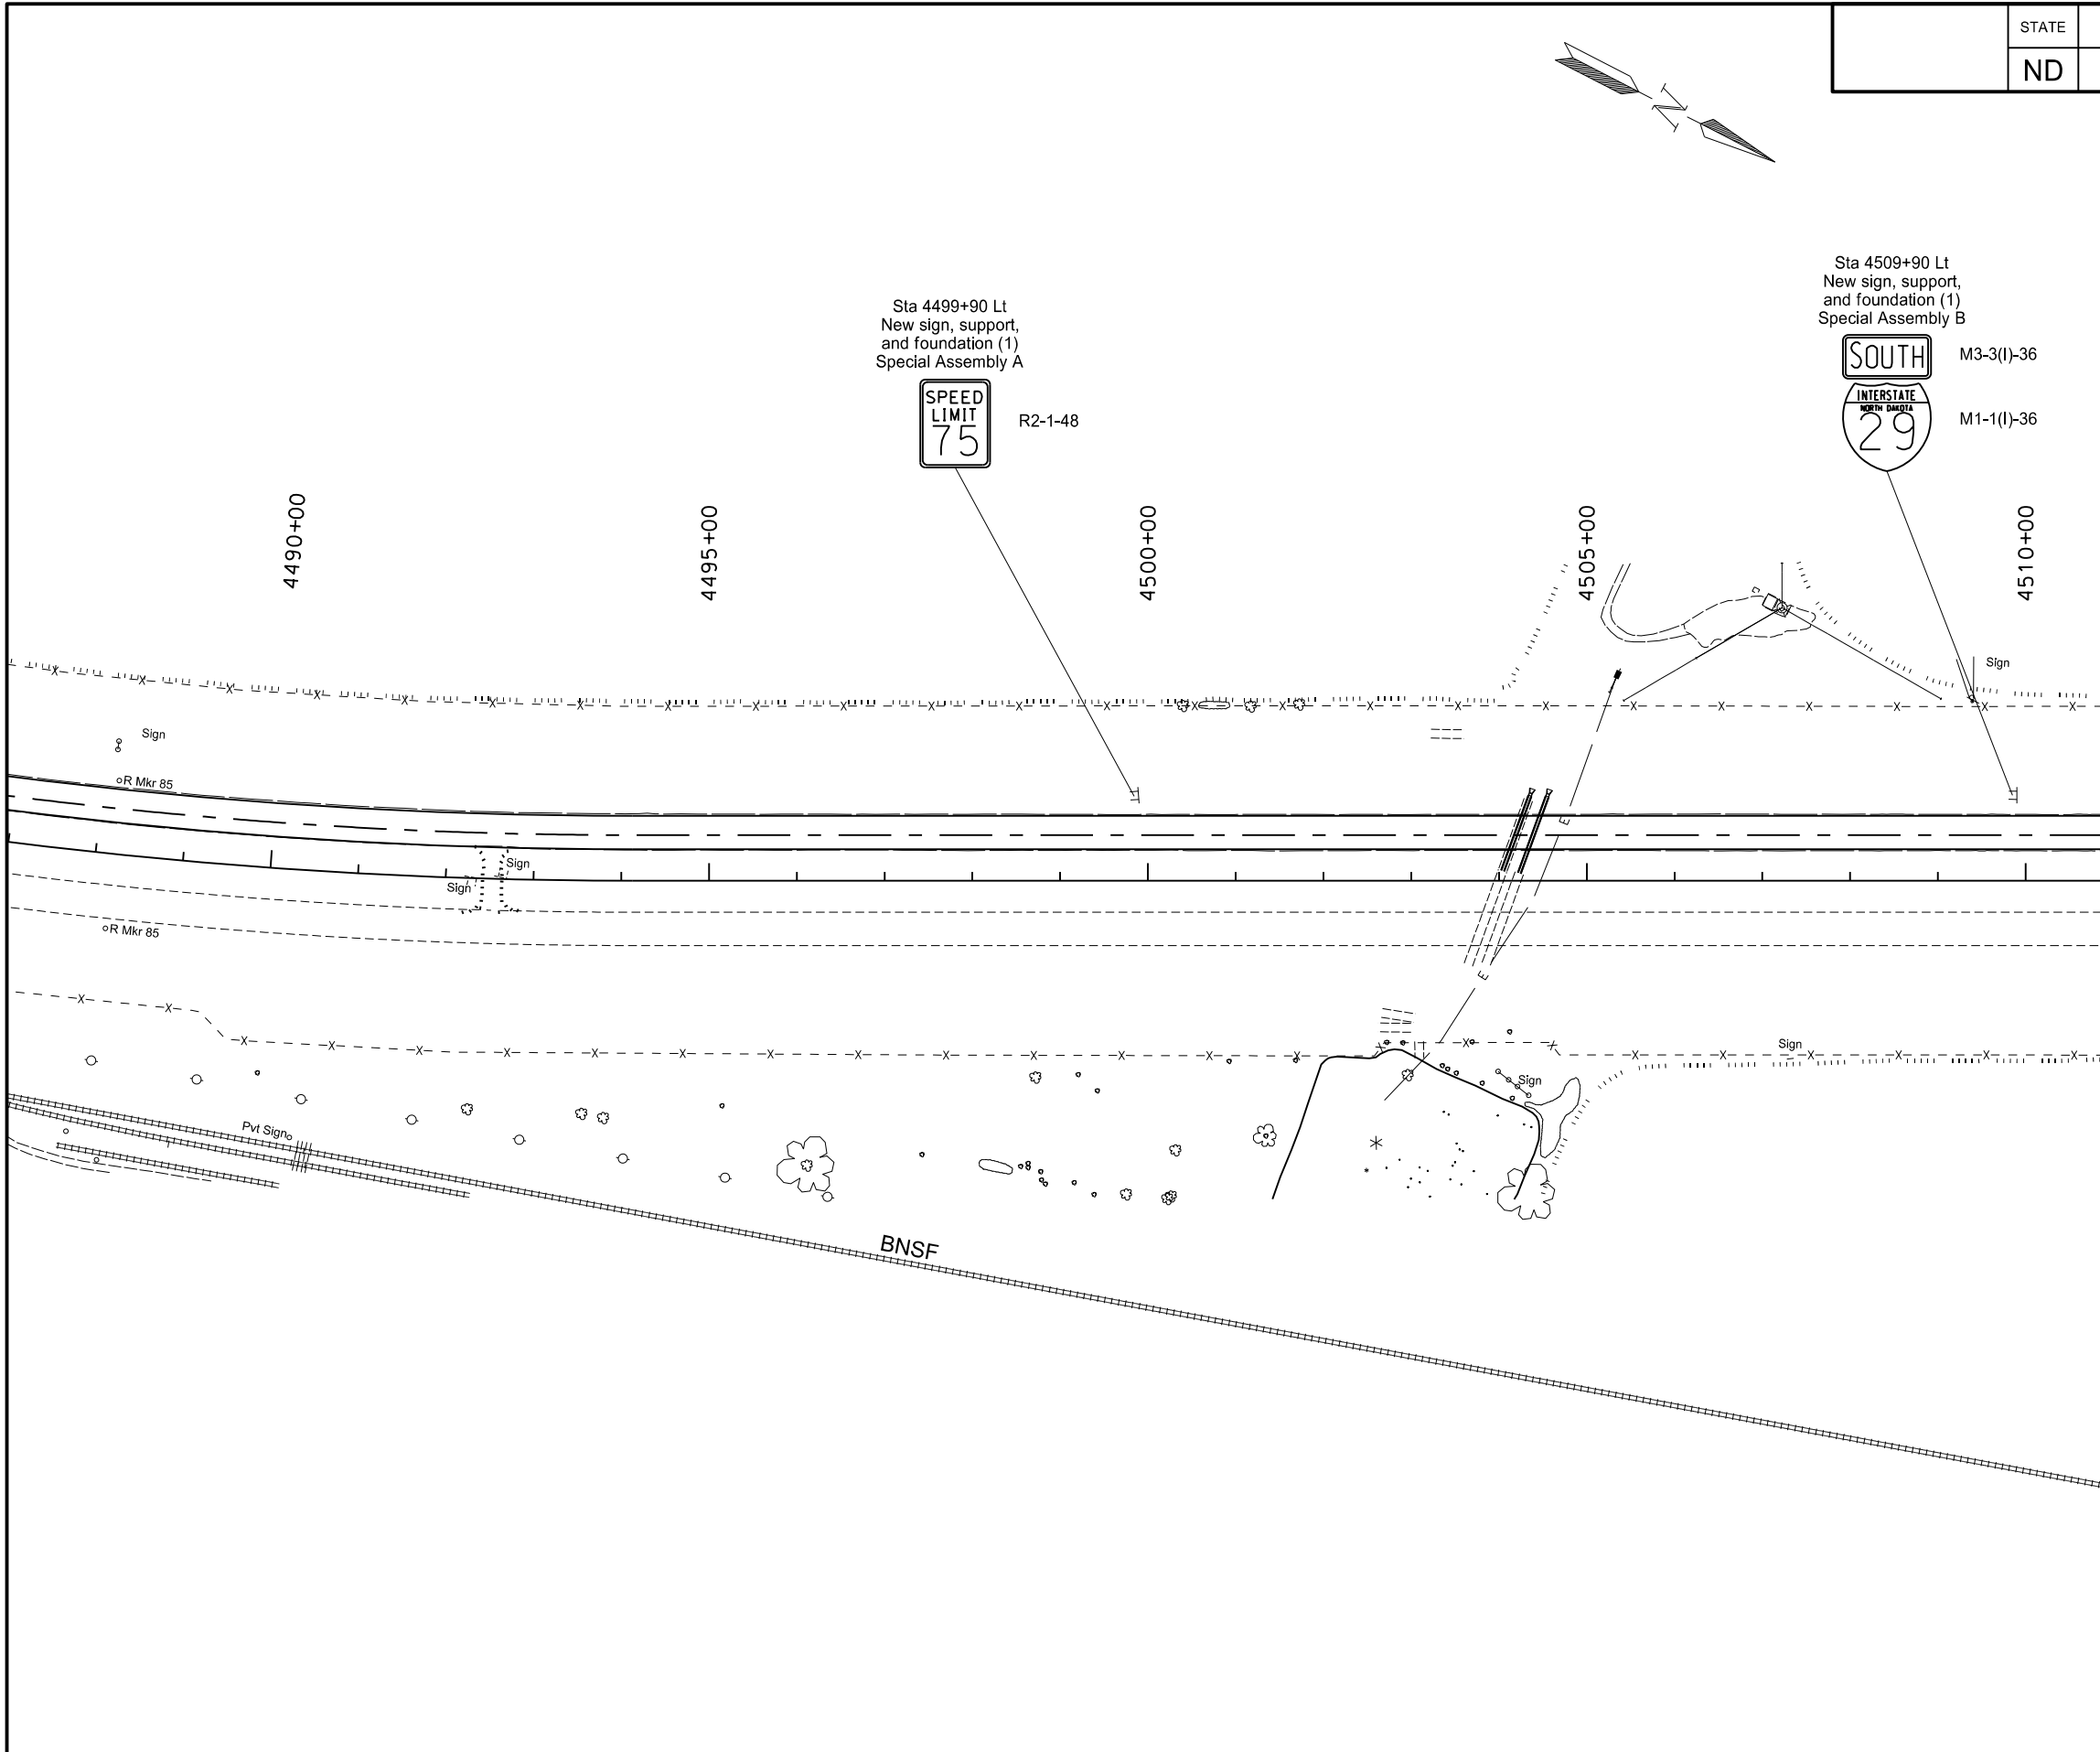 STATE
ND
N
Sta 4509+90 Lt
New sign, support,
and foundation (1)
Special Assembly B
SOUTH
M3-3(I)-36
INTERSTATE
NORTH DAKOTA
29
M1-1(I)-36
Sta 4499+90 Lt
New sign, support,
and foundation (1)
Special Assembly A
SPEED
LIMIT
75
R2-1-48
4490+00
4495+00
4500+00
4505+00
4510+00
Sign
Sign
R Mkr 85
E
Sign
Sign
R Mkr 85
E
Sign
Sign
Pvt Sign
BNSF